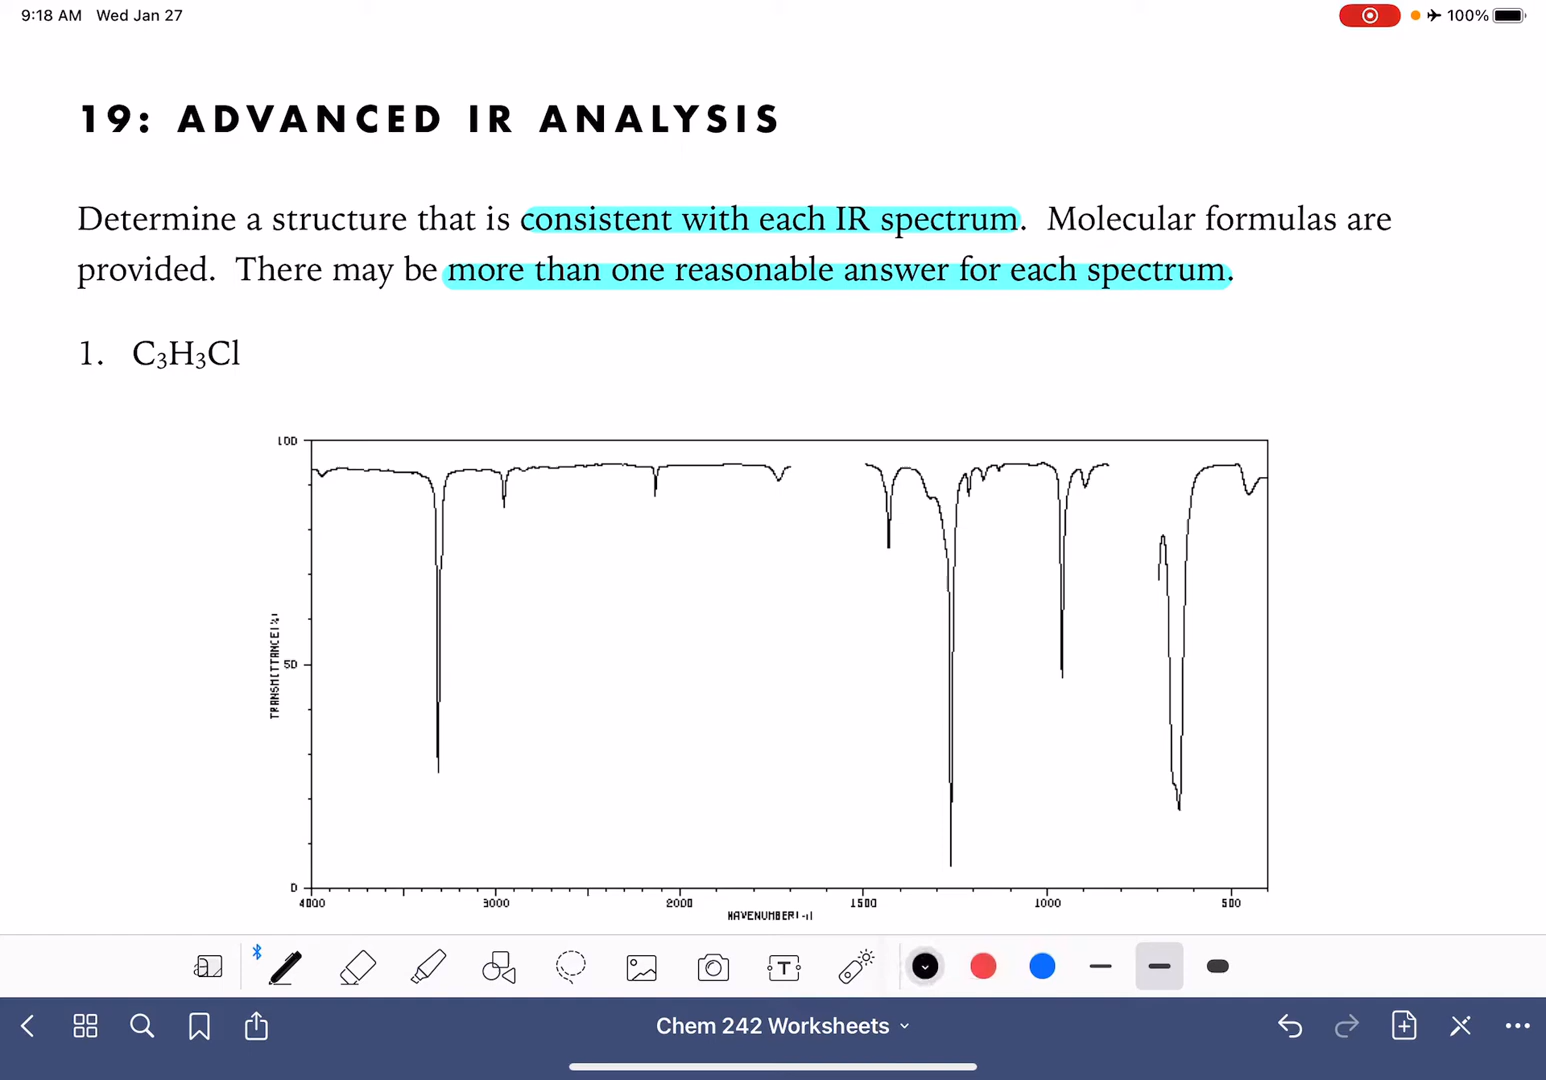 9:18 AM Wed Jan 27
100%
19: ADVANCED IR ANALYSIS
Determine a structure that is consistent with each IR spectrum. Molecular formulas are
provided. There may be more than one reasonable answer for each spectrum.
1. C₃H₃Cl
100
TRANSMITTANCE(%)
50
0
4000 3000 2000 1500 1000 500
WAVENUMBER(-1)
T
Chem 242 Worksheets